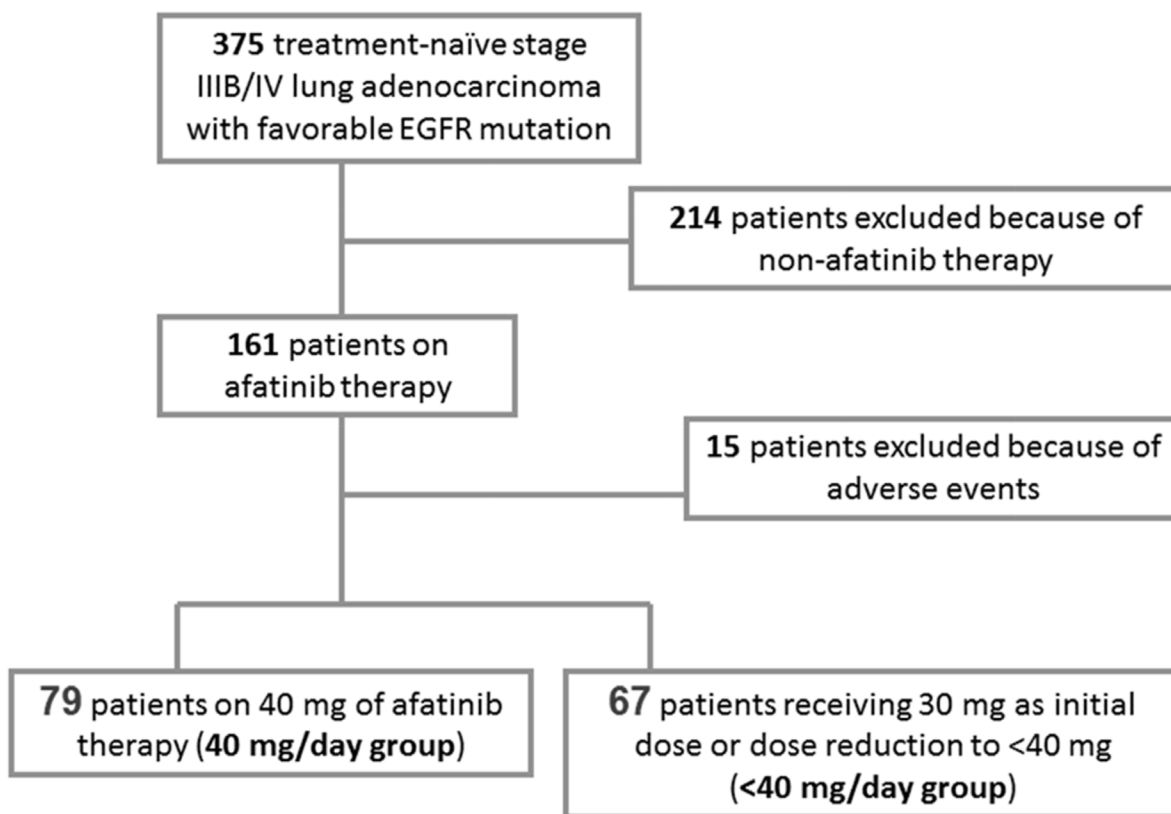 375 treatment-naïve stage
IIIB/IV lung adenocarcinoma
with favorable EGFR mutation
214 patients excluded because of
non-afatinib therapy
161 patients on
afatinib therapy
15 patients excluded because of
adverse events
79 patients on 40 mg of afatinib
therapy (40 mg/day group)
67 patients receiving 30 mg as initial
dose or dose reduction to <40 mg
(<40 mg/day group)